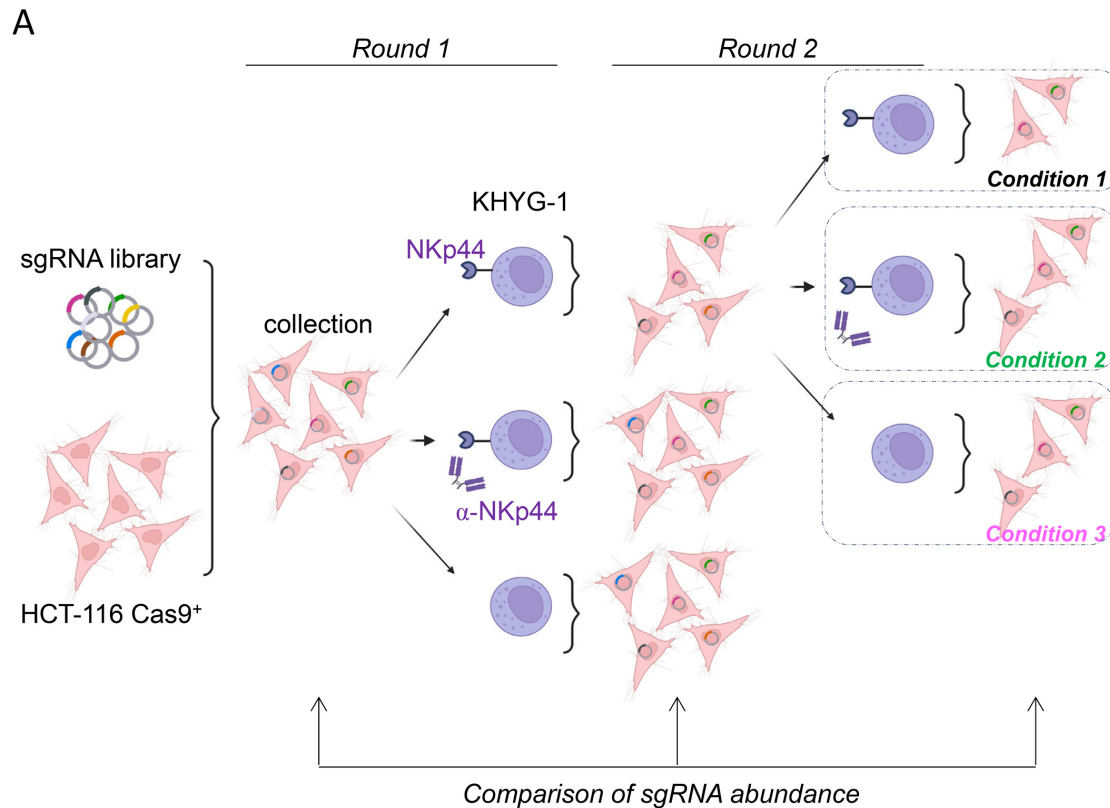 A
Round 1
Round 2
Condition 1
KHYG-1
NKp44
sgRNA library
collection
Condition 2
α-NKp44
Condition 3
HCT-116 Cas9⁺
Comparison of sgRNA abundance